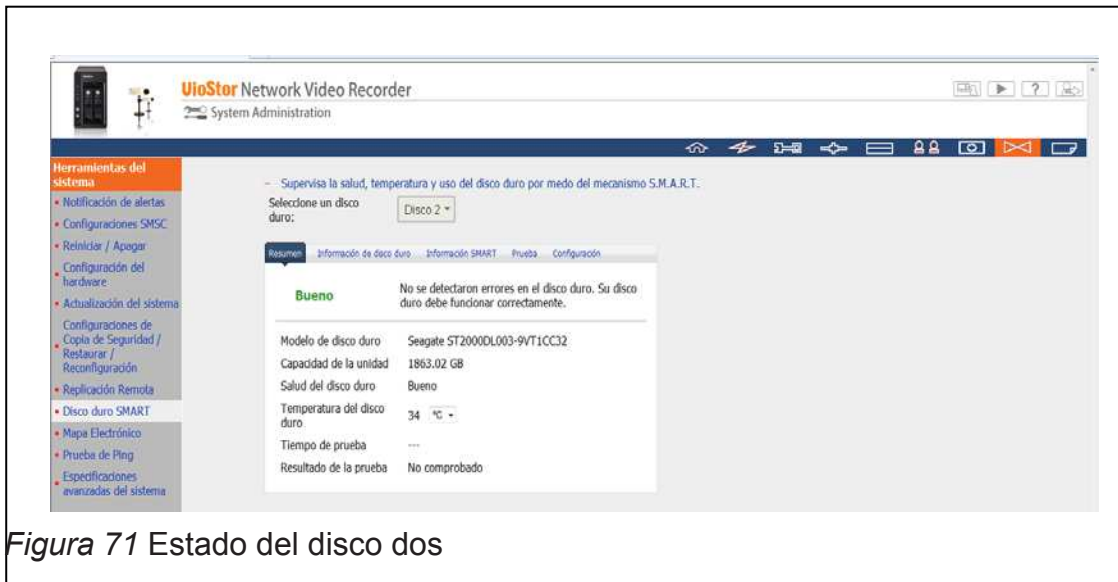 VioStor Network Video Recorder
System Administration
Herramientas del
sistema
Notificación de alertas
Configuraciones SMSC
Reiniciar / Apagar
Configuración del
hardware
Actualización del sistema
Configuraciones de
Copia de Seguridad /
Restaurar /
Reconfiguración
Replicación Remota
Disco duro SMART
Mapa Electrónico
Prueba de Ping
Especificaciones
avanzadas del sistema
- Supervisa la salud, temperatura y uso del disco duro por medo del mecanismo S.M.A.R.T.
Seleccione un disco
duro:
Disco 2
Resumen Información de disco duro Información SMART Prueba Configuración
Bueno
No se detectaron errores en el disco duro. Su disco
duro debe funcionar correctamente.
Modelo de disco duro Seagate ST2000DL003-9VT1CC32
Capacidad de la unidad 1863.02 GB
Salud del disco duro Bueno
Temperatura del disco
duro
34 °C
Tiempo de prueba ---
Resultado de la prueba No comprobado
Figura 71 Estado del disco dos